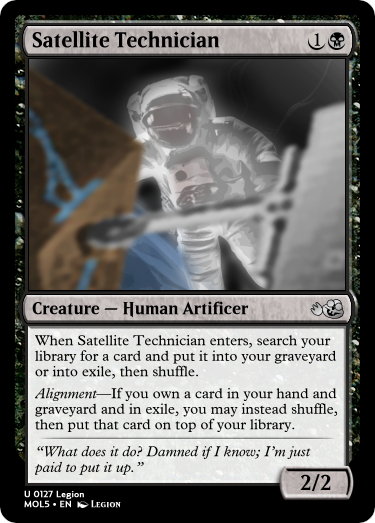 Satellite Technician 1
Creature — Human Artificer
When Satellite Technician enters, search your
library for a card and put it into your graveyard
or into exile, then shuffle.
Alignment—If you own a card in your hand and
graveyard and in exile, you may instead shuffle,
then put that card on top of your library.
“What does it do? Damned if I know; I’m just
paid to put it up.”
2/2
U 0127 Legion
MOL5 • EN Legion